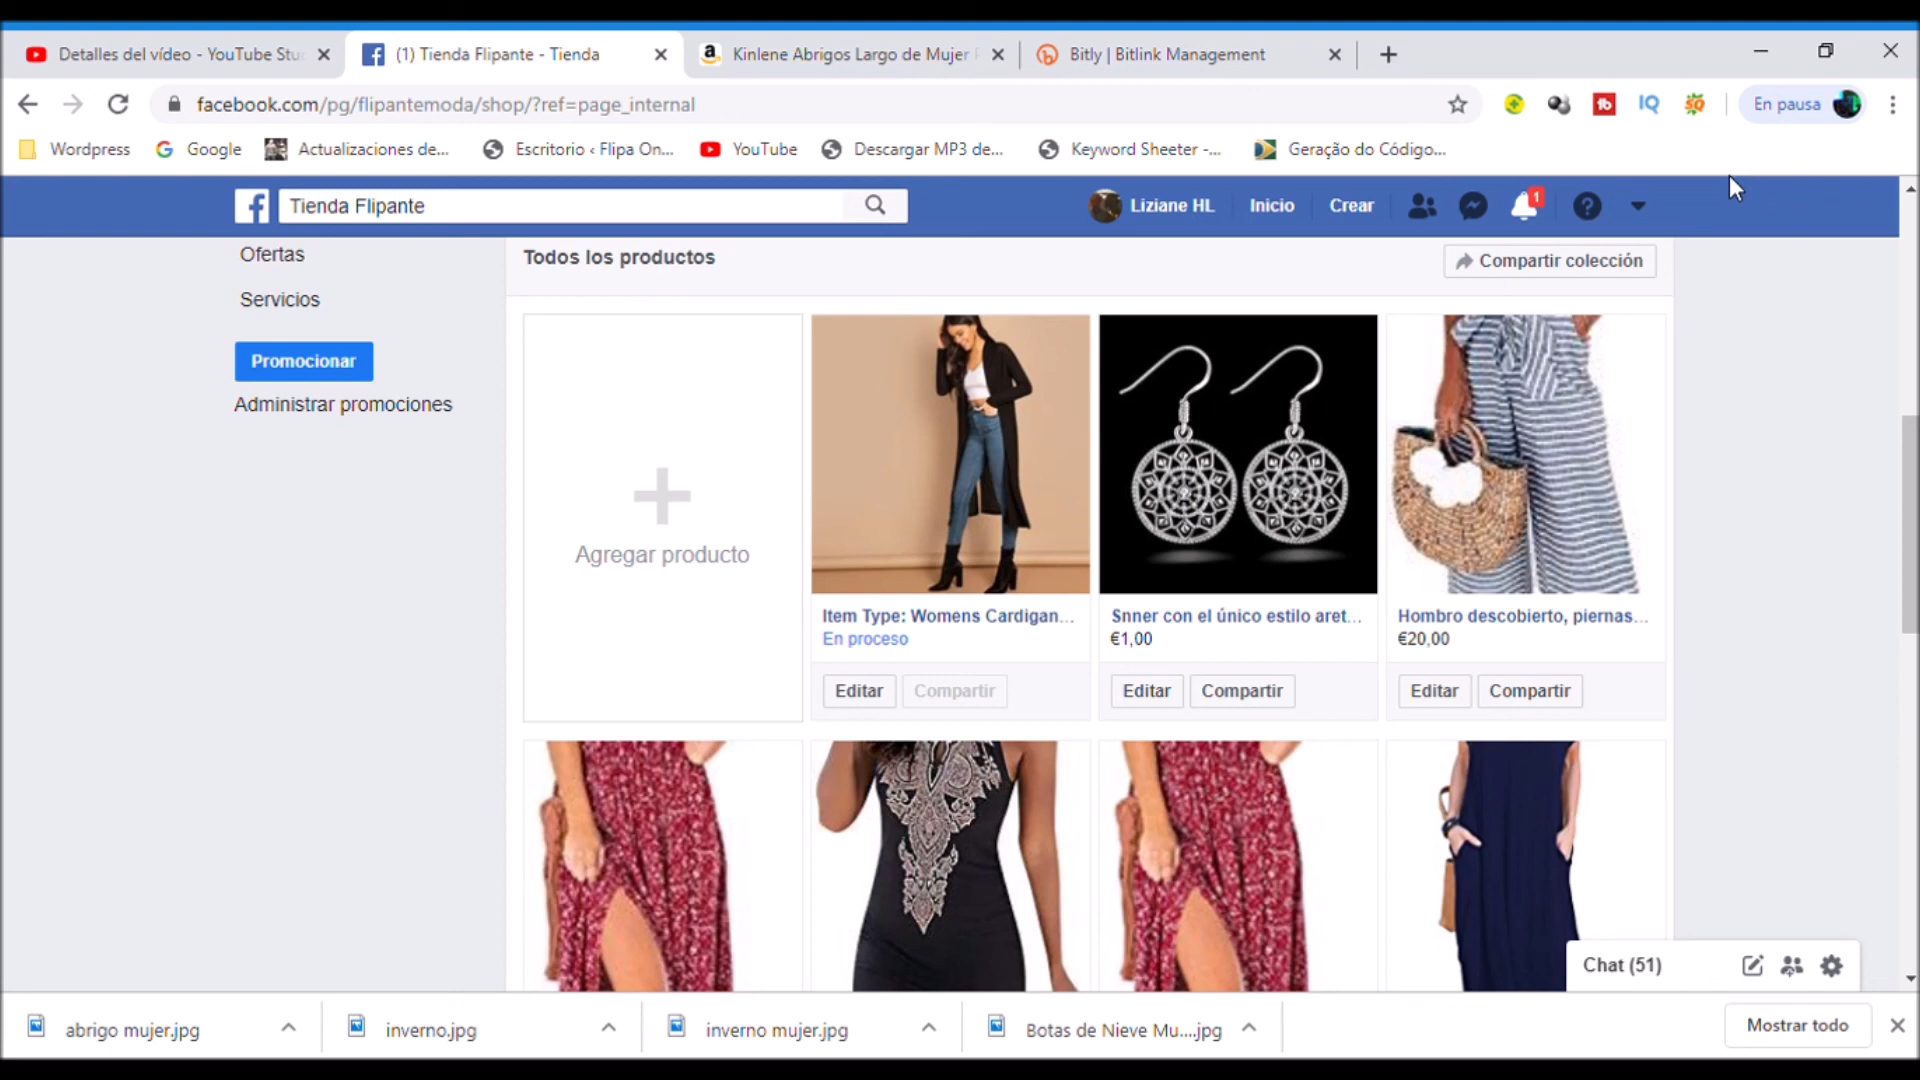 Detalles del vídeo - YouTube Stu
(1) Tienda Flipante - Tienda
Kinlene Abrigos Largo de Mujer
Bitly | Bitlink Management
facebook.com/pg/flipantemoda/shop/?ref=page_internal
tb
IQ
SQ
En pausa
Wordpress
Google
Actualizaciones de...
Escritorio ‹ Flipa On...
YouTube
Descargar MP3 de...
Keyword Sheeter -...
Geração do Código...
Tienda Flipante
Liziane HL
Inicio
Crear
1
Ofertas
Servicios
Promocionar
Administrar promociones
Todos los productos
Compartir colección
Agregar producto
Item Type: Womens Cardigan...
En proceso
Editar
Compartir
Snner con el único estilo aret...
€1,00
Editar
Compartir
Hombro descobierto, piernas...
€20,00
Editar
Compartir
Chat (51)
abrigo mujer.jpg
inverno.jpg
inverno mujer.jpg
Botas de Nieve Mu....jpg
Mostrar todo